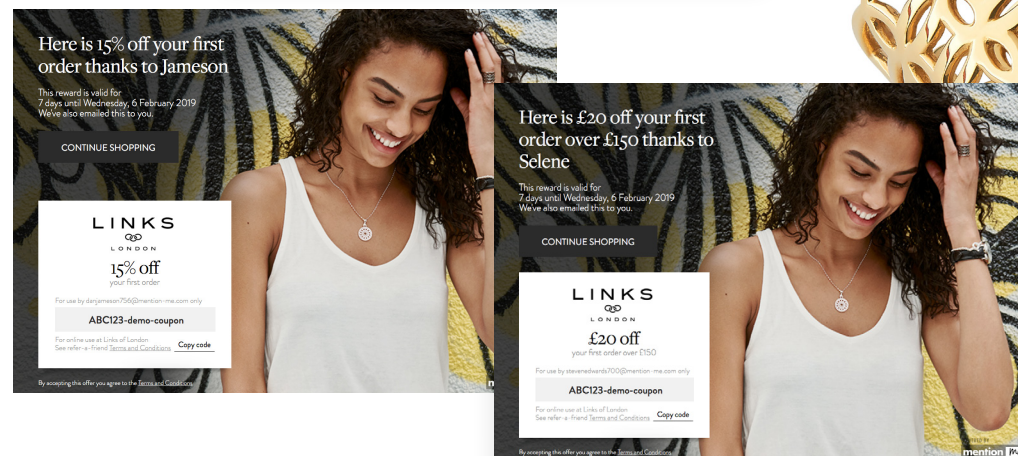 Here is 15% off your first
order thanks to Jameson
This reward is valid for
7 days until Wednesday, 6 February 2019
We've also emailed this to you.
CONTINUE SHOPPING
LINKS
LONDON
15% off
your first order
For use by danjameson756@mention-me.com only
ABC123-demo-coupon
For online use at Links of London
See refer-a-friend Terms and Conditions
Copy code
By accepting this offer you agree to the Terms and Conditions
Here is £20 off your first
order over £150 thanks to
Selene
This reward is valid for
7 days until Wednesday, 6 February 2019
We've also emailed this to you.
CONTINUE SHOPPING
LINKS
LONDON
£20 off
your first order over £150
For use by stevenedwards700@mention-me.com only
ABC123-demo-coupon
For online use at Links of London
See refer-a-friend Terms and Conditions
Copy code
By accepting this offer you agree to the Terms and Conditions
mention